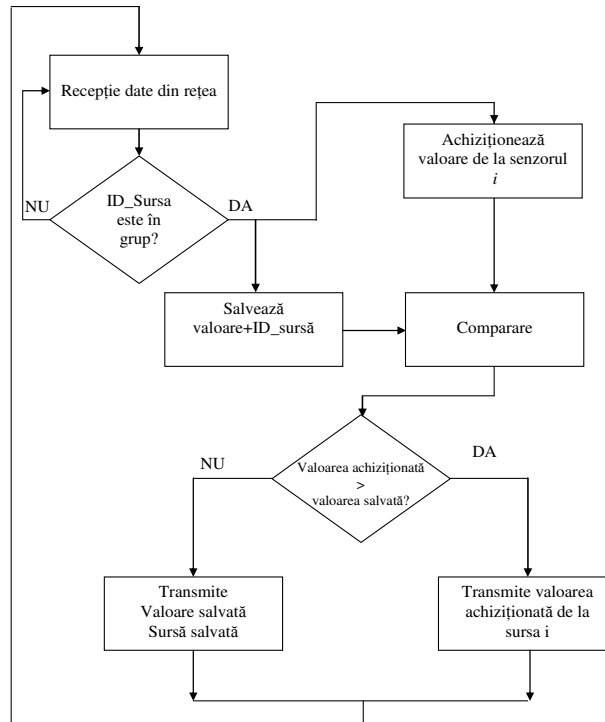 Recepție date din rețea
Achiziționează
valoare de la senzorul
i
NU
ID_Sursa
este în
grup?
DA
Salvează
valoare+ID_sursă
Comparare
NU
Valoarea achiziționată
>
valoarea salvată?
DA
Transmite
Valoare salvată
Sursă salvată
Transmite valoarea
achiziționată de la
sursa i